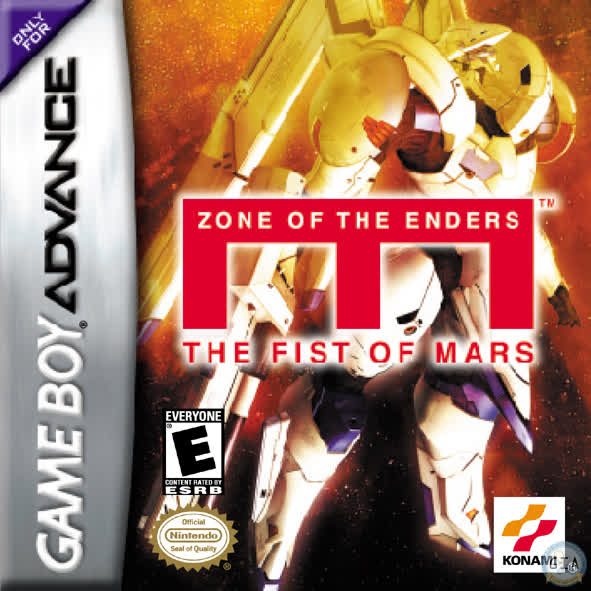 ONLY
FOR
GAME BOY ADVANCE
®
ZONE OF THE ENDERS
TM
THE FIST OF MARS
EVERYONE
E
®
CONTENT RATED BY
ESRB
Official
Nintendo
Seal of Quality
®
KONAMI